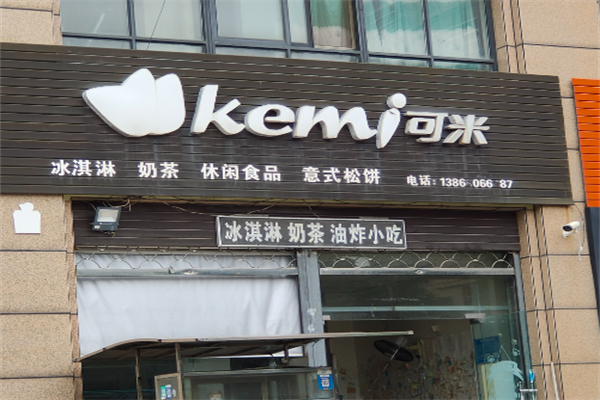 kemi可米
冰淇淋 奶茶 休闲食品 意式松饼 电话:1386 066 87
冰淇淋 奶茶 油炸小吃